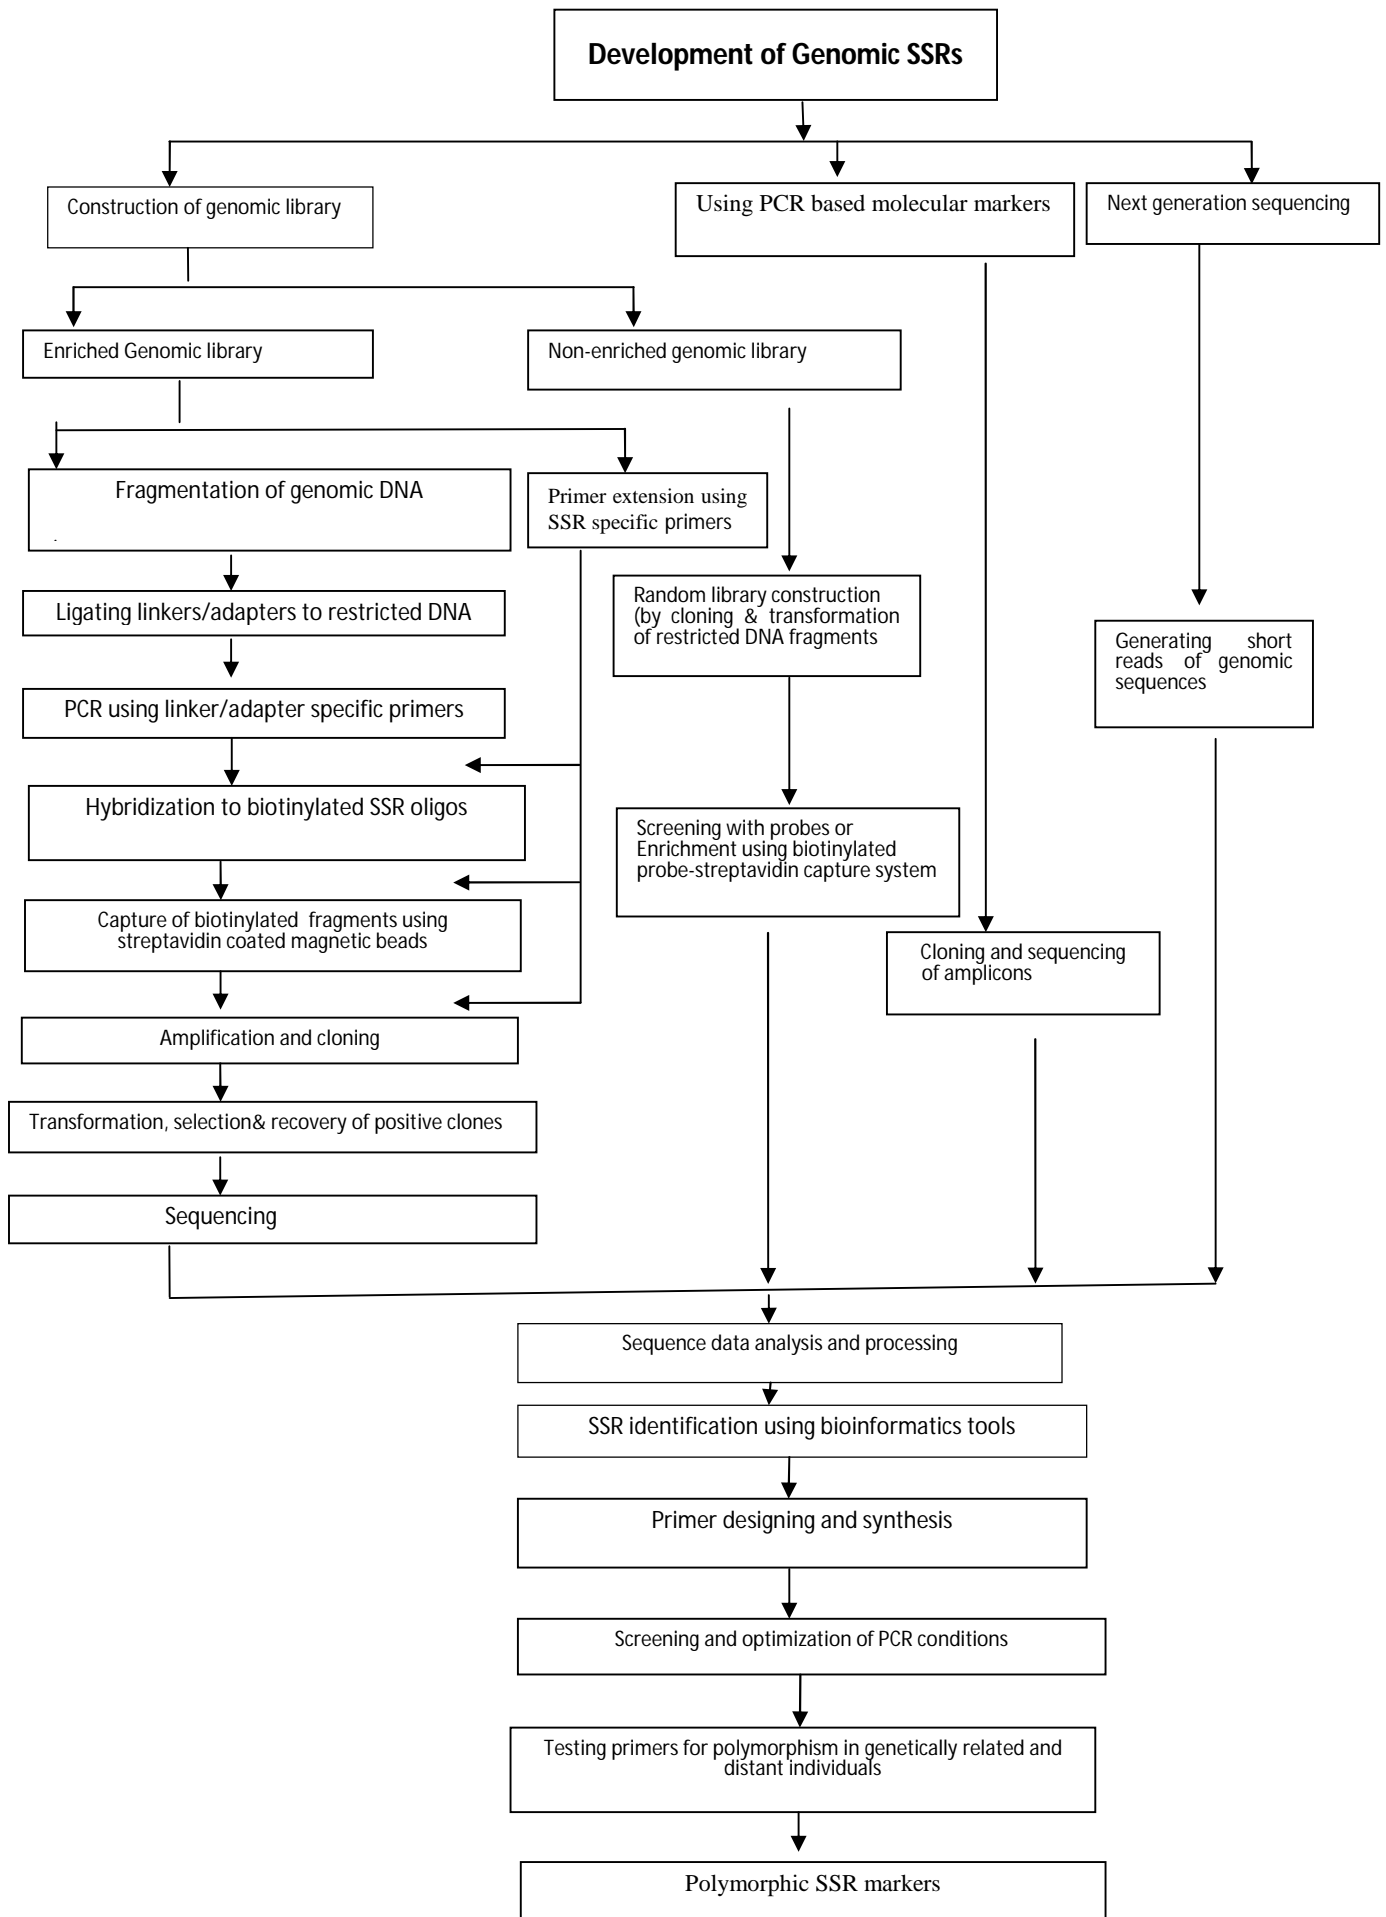 Development of Genomic SSRs
Construction of genomic library
Using PCR based molecular markers
Next generation sequencing
Enriched Genomic library
Non-enriched genomic library
Fragmentation of genomic DNA
.
Primer extension using
SSR specific primers
Ligating linkers/adapters to restricted DNA
Random library construction
(by cloning & transformation
of restricted DNA fragments
Generating short
reads of genomic
sequences
PCR using linker/adapter specific primers
Hybridization to biotinylated SSR oligos
Screening with probes or
Enrichment using biotinylated
probe-streptavidin capture system
Capture of biotinylated fragments using
streptavidin coated magnetic beads
Cloning and sequencing
of amplicons
Amplification and cloning
Transformation, selection& recovery of positive clones
Sequencing
Sequence data analysis and processing
SSR identification using bioinformatics tools
Primer designing and synthesis
Screening and optimization of PCR conditions
Testing primers for polymorphism in genetically related and
distant individuals
Polymorphic SSR markers